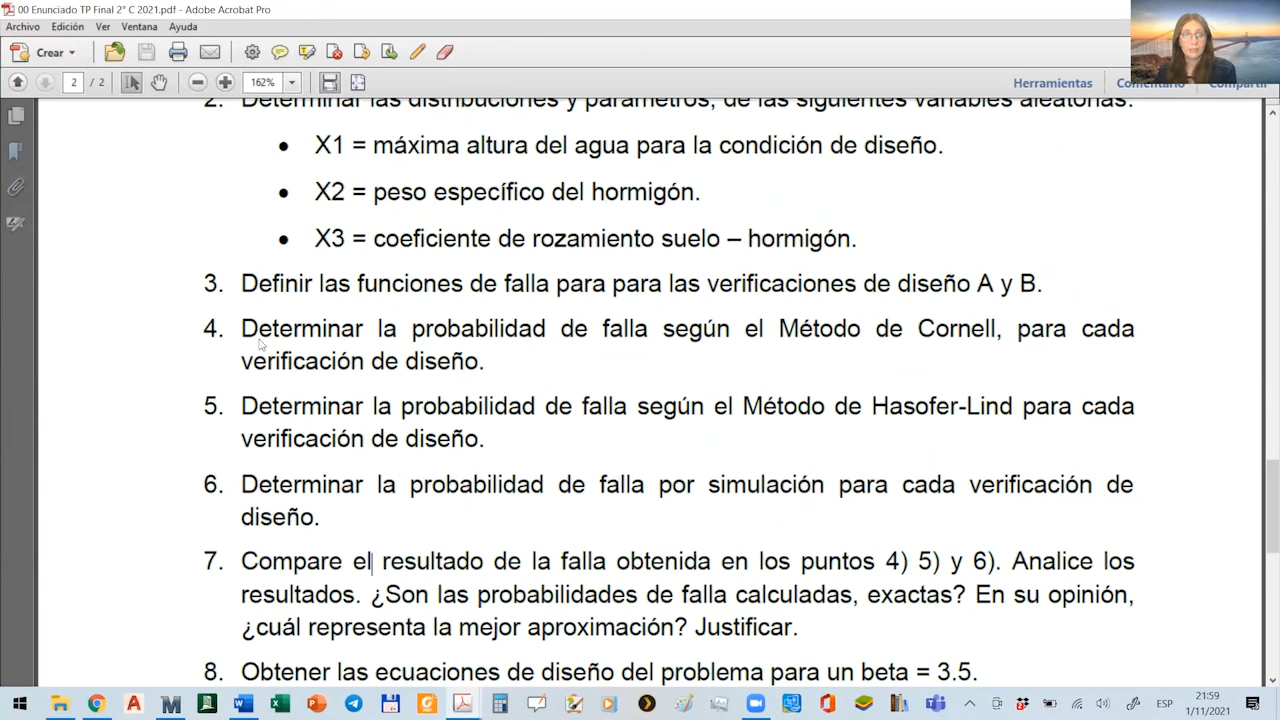 00 Enunciado TP Final 2° C 2021.pdf - Adobe Acrobat Pro
Archivo Edición Ver Ventana Ayuda
Crear
2 / 2 162% Herramientas Comentario Compartir
2. Determinar las distribuciones y parámetros, de las siguientes variables aleatorias:
• X1 = máxima altura del agua para la condición de diseño.
• X2 = peso específico del hormigón.
• X3 = coeficiente de rozamiento suelo – hormigón.
3. Definir las funciones de falla para para las verificaciones de diseño A y B.
4. Determinar la probabilidad de falla según el Método de Cornell, para cada
verificación de diseño.
5. Determinar la probabilidad de falla según el Método de Hasofer-Lind para cada
verificación de diseño.
6. Determinar la probabilidad de falla por simulación para cada verificación de
diseño.
7. Compare el resultado de la falla obtenida en los puntos 4) 5) y 6). Analice los
resultados. ¿Son las probabilidades de falla calculadas, exactas? En su opinión,
¿cuál representa la mejor aproximación? Justificar.
8. Obtener las ecuaciones de diseño del problema para un beta = 3.5.
ESP
21:59
1/11/2021